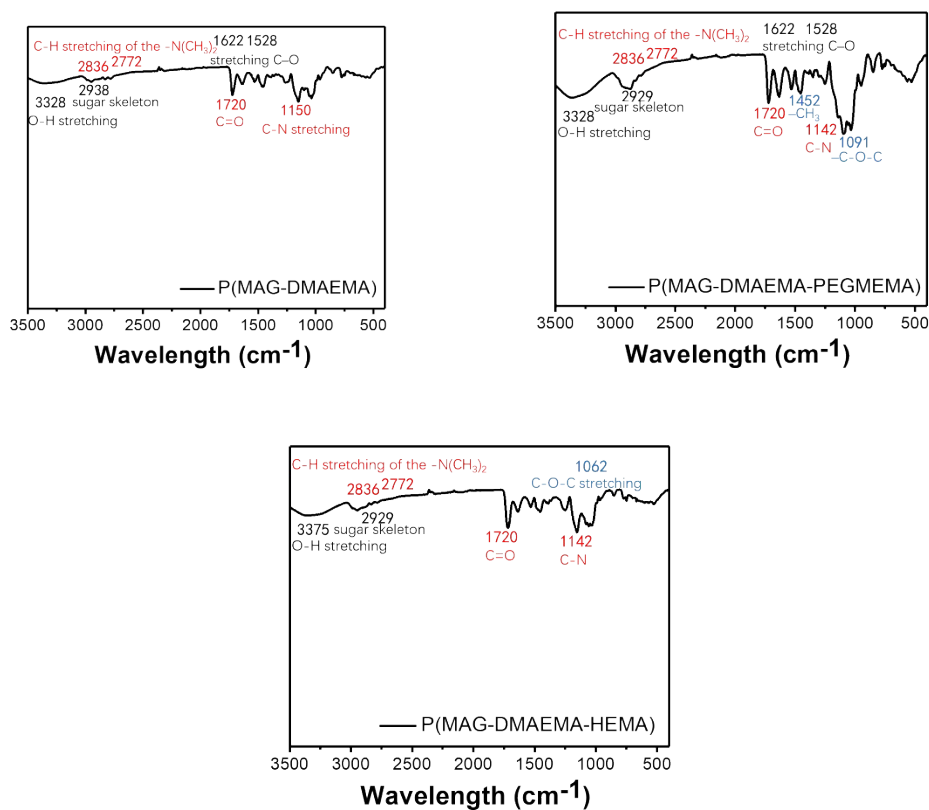 C-H stretching of the -N(CH3)2
1622 1528
stretching C–O
2836 2772
2938
3328 sugar skeleton
O-H stretching
1720
C=O
1150
C-N stretching
P(MAG-DMAEMA)
3500 3000 2500 2000 1500 1000 500
Wavelength (cm-1)
C-H stretching of the -N(CH3)2
1622 1528
stretching C–O
2836 2772
2929
sugar skeleton
3328
O-H stretching
1452
–CH3
1720
C=O
1142
C-N
1091
–C-O-C
P(MAG-DMAEMA-PEGMEMA)
3500 3000 2500 2000 1500 1000 500
Wavelength (cm-1)
C-H stretching of the -N(CH3)2
1062
C-O-C stretching
2836 2772
2929
3375 sugar skeleton
O-H stretching
1720
C=O
1142
C-N
P(MAG-DMAEMA-HEMA)
3500 3000 2500 2000 1500 1000 500
Wavelength (cm-1)